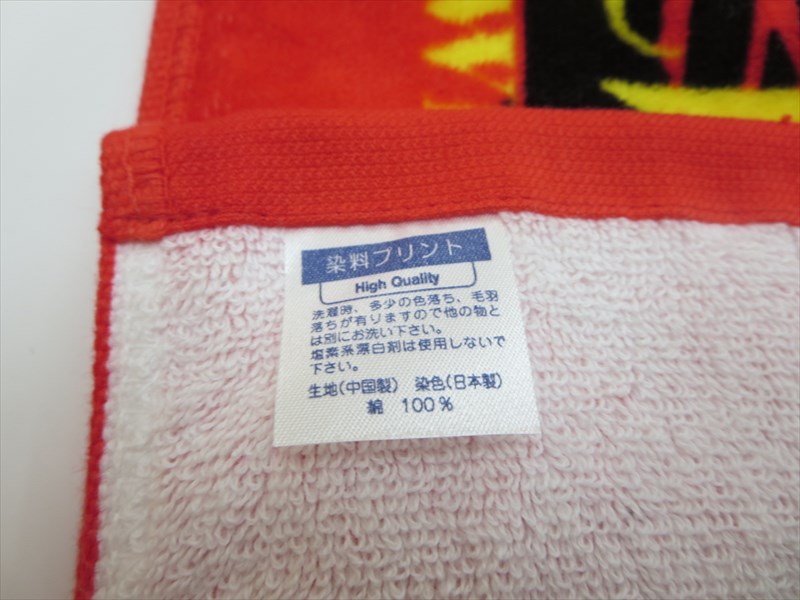 染料プリント
High Quality
洗濯時、多少の色落ち、毛羽
落ちが有りますので他の物と
は別にお洗い下さい。
塩素系漂白剤は使用しないで
下さい。
生地(中国製) 染色(日本製)
綿 100%